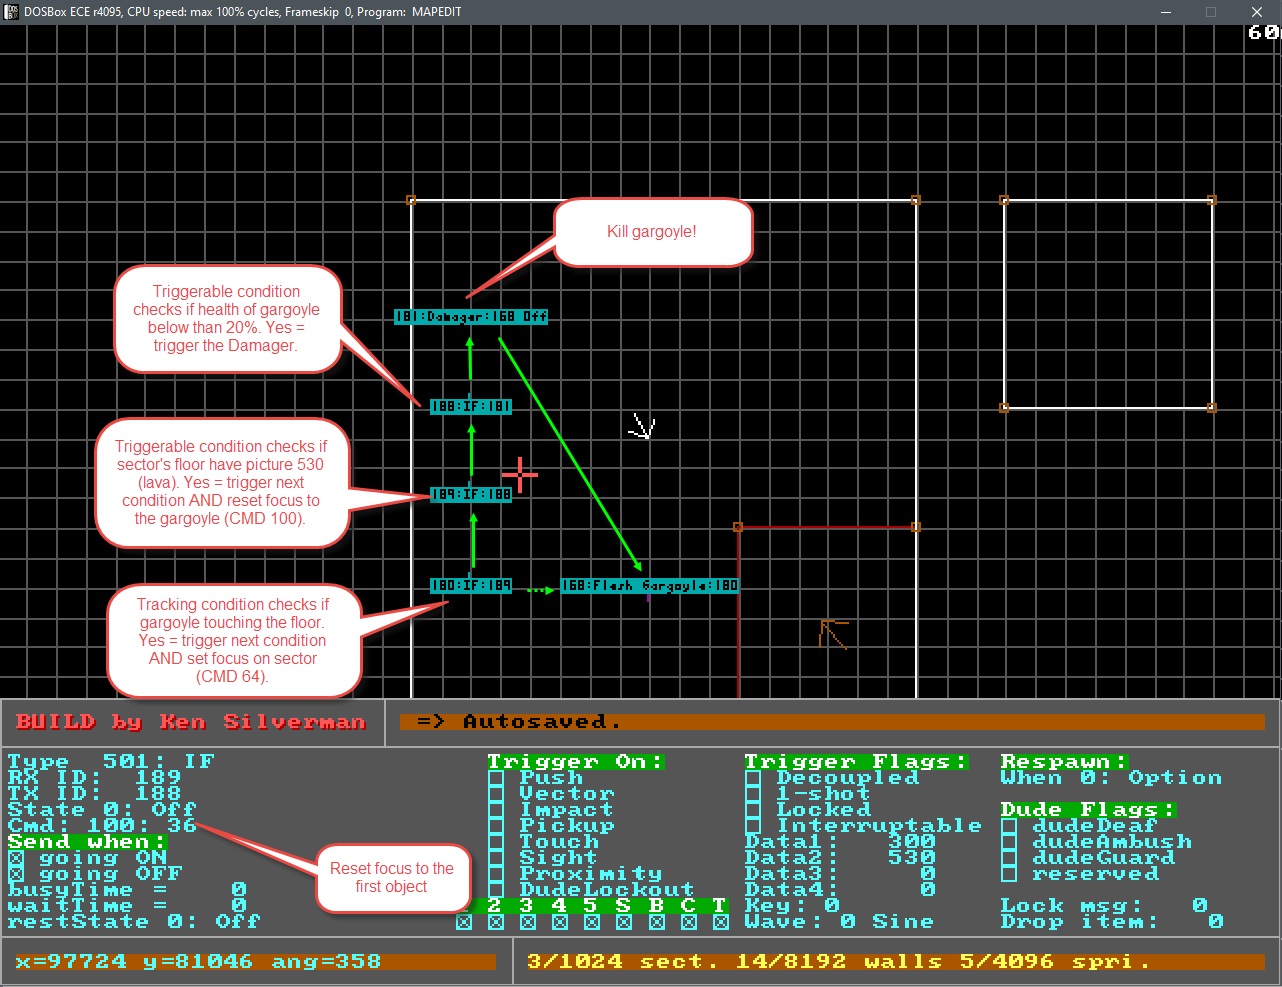 DOSBox ECE r4095, CPU speed: max 100% cycles, Frameskip 0, Program: MAPEDIT
60
Kill gargoyle!
Triggerable condition
checks if health of gargoyle
below than 20%. Yes =
trigger the Damager.
181:Damager:168 Off
188:IF:181
Triggerable condition checks if
sector's floor have picture 530
(lava). Yes = trigger next
condition AND reset focus to
the gargoyle (CMD 100).
189:IF:188
180:IF:189
168:Flesh Gargoyle:180
Tracking condition checks if
gargoyle touching the floor.
Yes = trigger next condition
AND set focus on sector
(CMD 64).
BUILD by Ken Silverman
=> Autosaved.
Type 501: IF
RX ID: 189
TX ID: 188
State 0: Off
Cmd: 100: 36
Send when:
going ON
going OFF
busyTime = 0
waitTime = 0
restState 0: Off
Reset focus to the
first object
Trigger On:
Push
Vector
Impact
Pickup
Touch
Sight
Proximity
DudeLockout
2 3 4 5 S B C T
Trigger Flags:
Decoupled
1-shot
Locked
Interruptable
Data1: 300
Data2: 530
Data3: 0
Data4: 0
Key: 0
Wave: 0 Sine
Respawn:
When 0: Option
Dude Flags:
dudeDeaf
dudeAmbush
dudeGuard
reserved
Lock msg: 0
Drop item: 0
x=97724 y=81046 ang=358
3/1024 sect. 14/8192 walls 5/4096 spri.